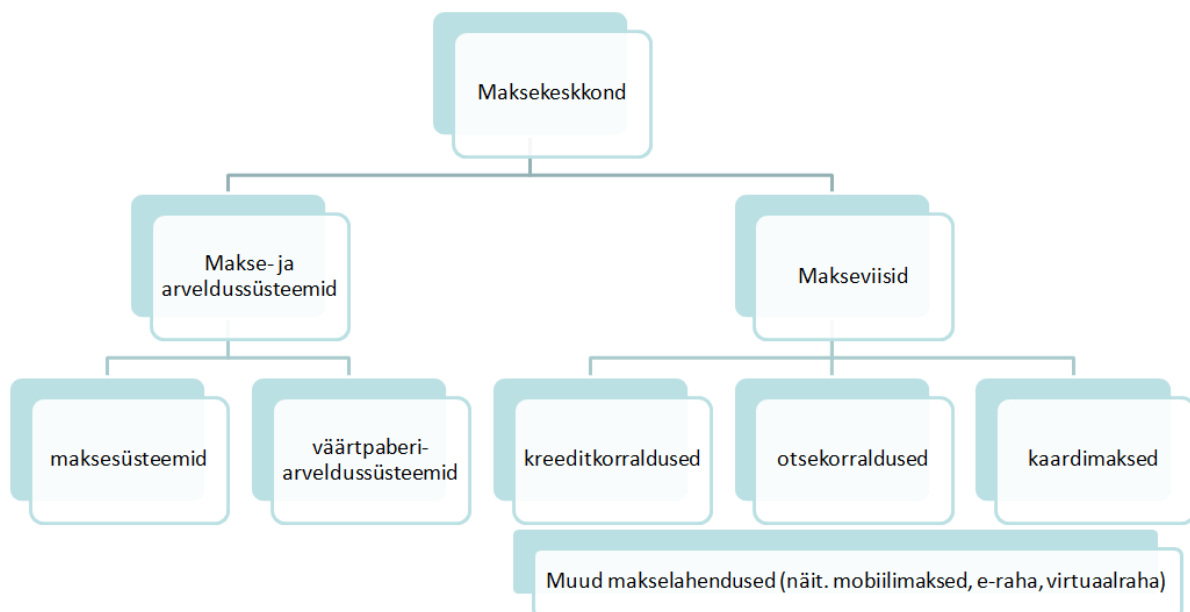 Maksekeskkond
Makse- ja
arveldussüsteemid
Makseviisid
maksesüsteemid
väärtpaberi-
arveldussüsteemid
kreeditkorraldused
otsekorraldused
kaardimaksed
Muud makselahendused (näit. mobiilimaksed, e-raha, virtuaalraha)